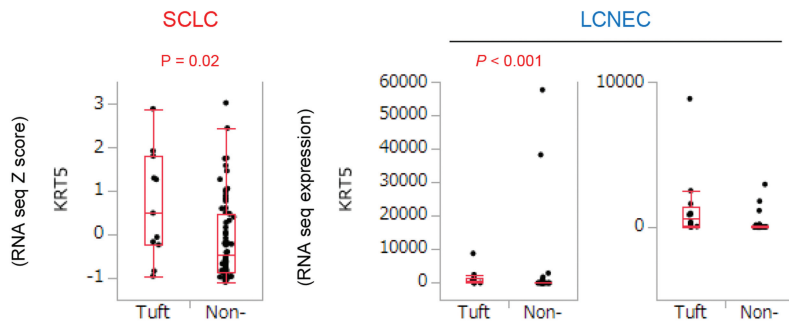 SCLC
LCNEC
P = 0.02
P < 0.001
(RNA seq Z score)
KRT5
3
2
1
0
-1
Tuft Non-
(RNA seq expression)
KRT5
60000
50000
40000
30000
20000
10000
0
Tuft Non-
10000
0
Tuft Non-